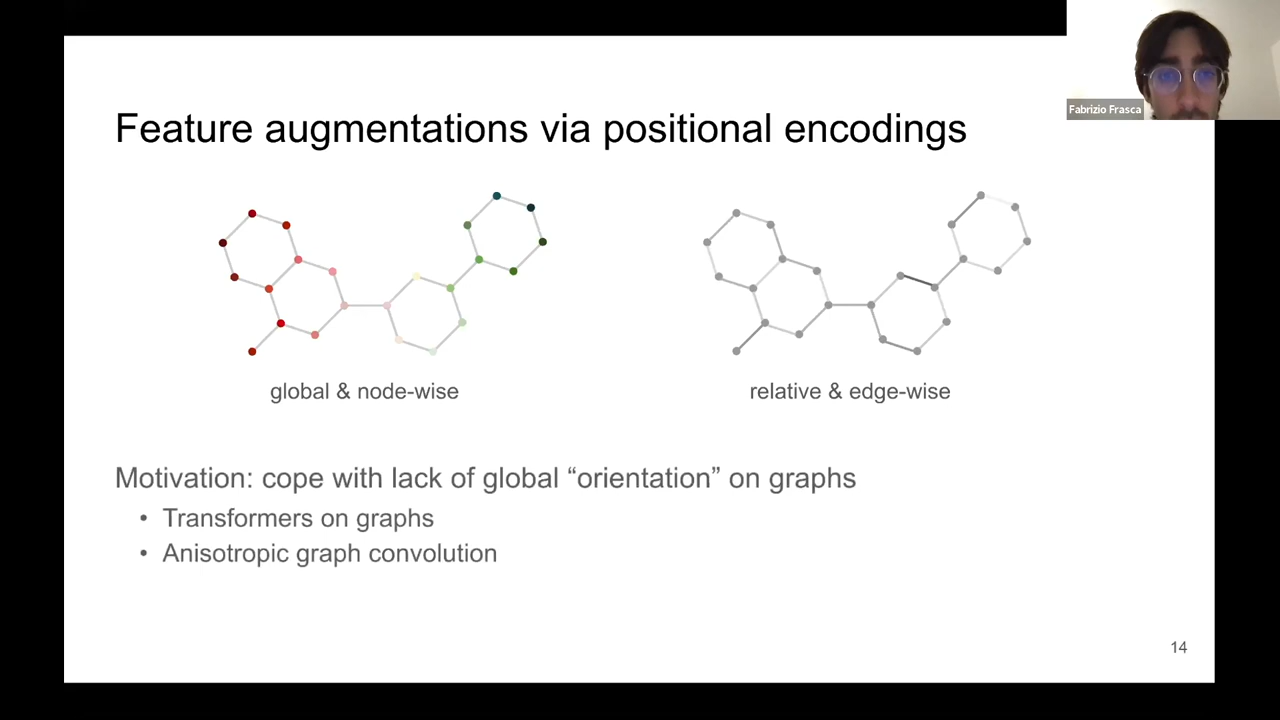 Fabrizio Frasca
Feature augmentations via positional encodings
global & node-wise
relative & edge-wise
Motivation: cope with lack of global “orientation” on graphs
• Transformers on graphs
• Anisotropic graph convolution
14